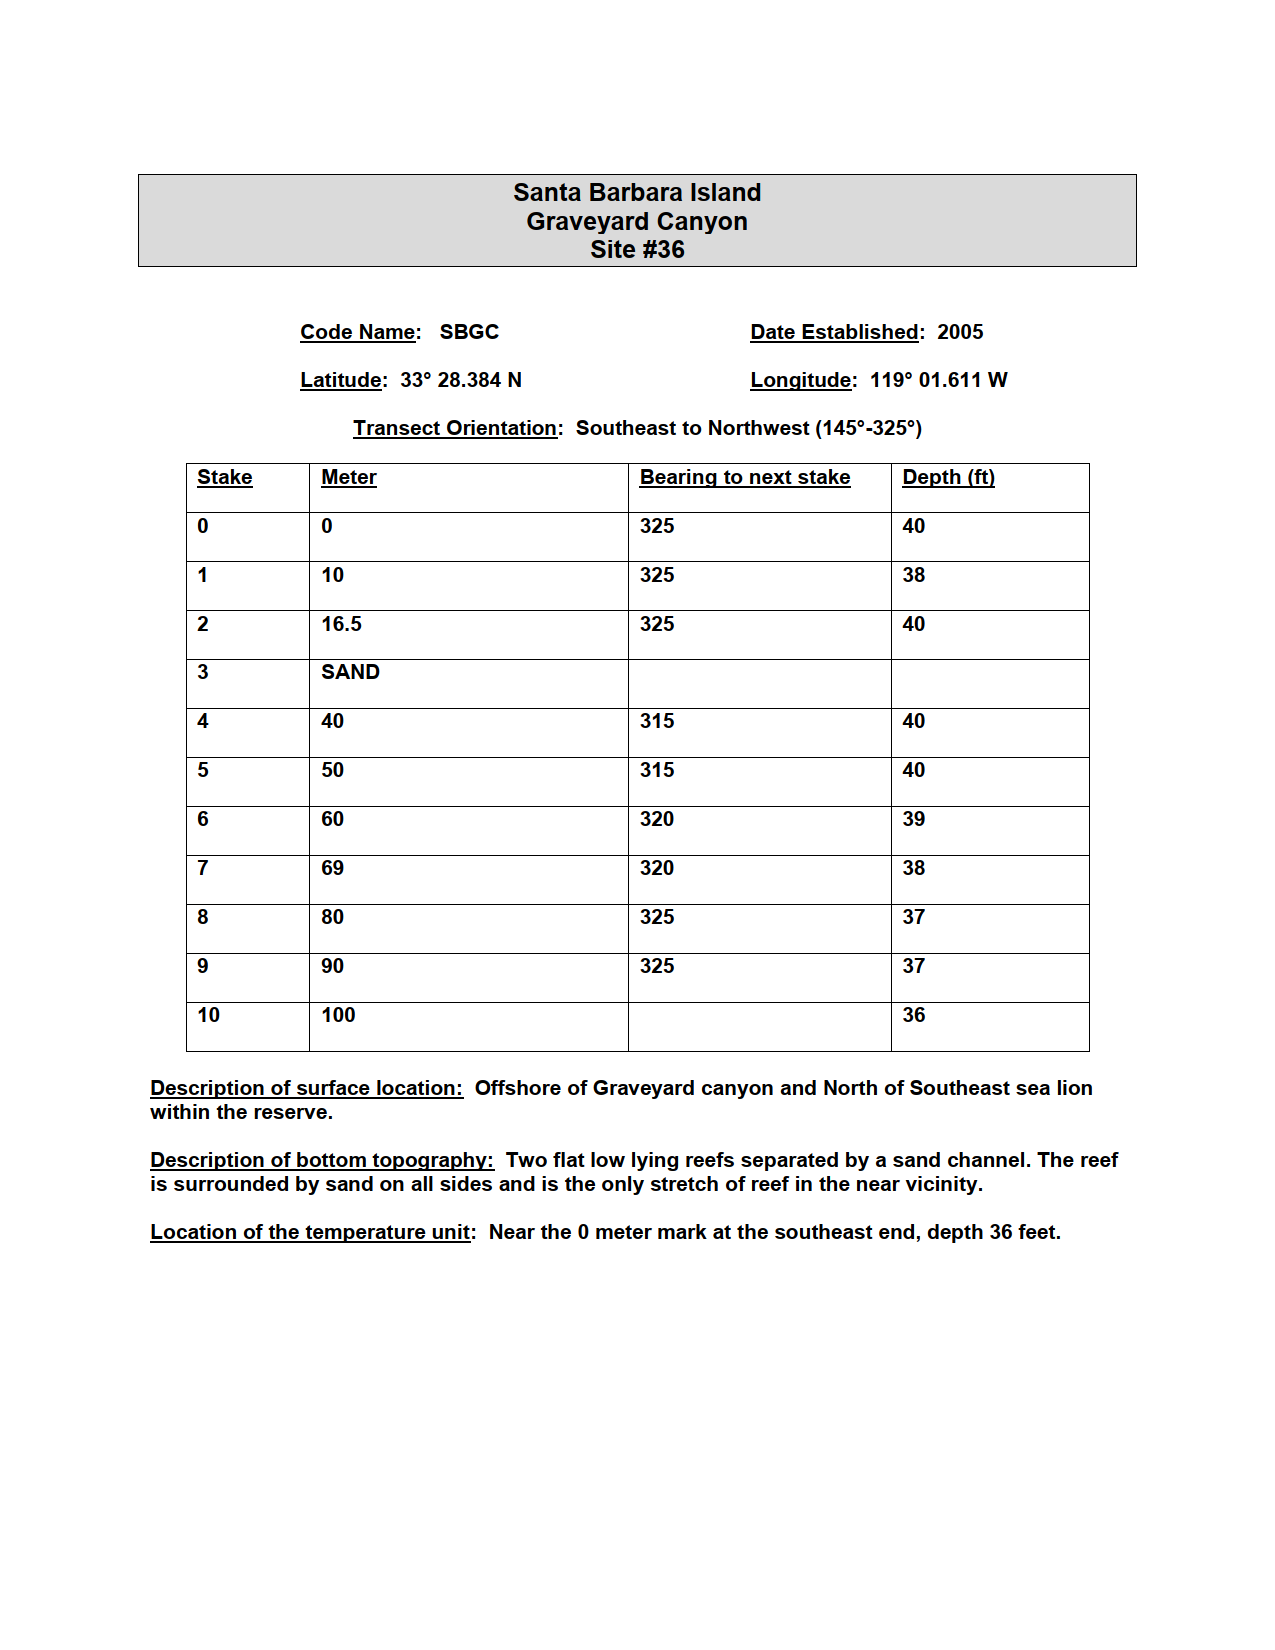 Santa Barbara Island
Graveyard Canyon
Site #36
Code Name: SBGC Date Established: 2005
Latitude: 33° 28.384 N Longitude: 119° 01.611 W
Transect Orientation: Southeast to Northwest (145°-325°)
Stake Meter Bearing to next stake Depth (ft)
0 0 325 40
1 10 325 38
2 16.5 325 40
3 SAND
4 40 315 40
5 50 315 40
6 60 320 39
7 69 320 38
8 80 325 37
9 90 325 37
10 100 36
Description of surface location: Offshore of Graveyard canyon and North of Southeast sea lion
within the reserve.
Description of bottom topography: Two flat low lying reefs separated by a sand channel. The reef
is surrounded by sand on all sides and is the only stretch of reef in the near vicinity.
Location of the temperature unit: Near the 0 meter mark at the southeast end, depth 36 feet.